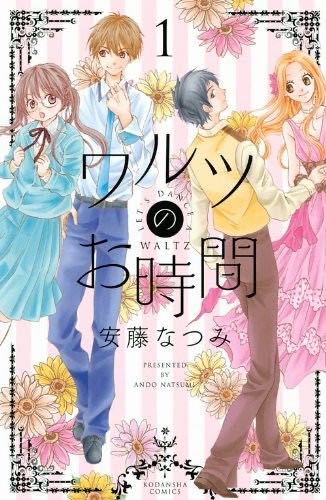 1
ワルツ
LET'S DANCE A
の
WALTZ
お時間
安藤なつみ
PRESENTED
BY
ANDO NATSUMI
KODANSHA COMICS